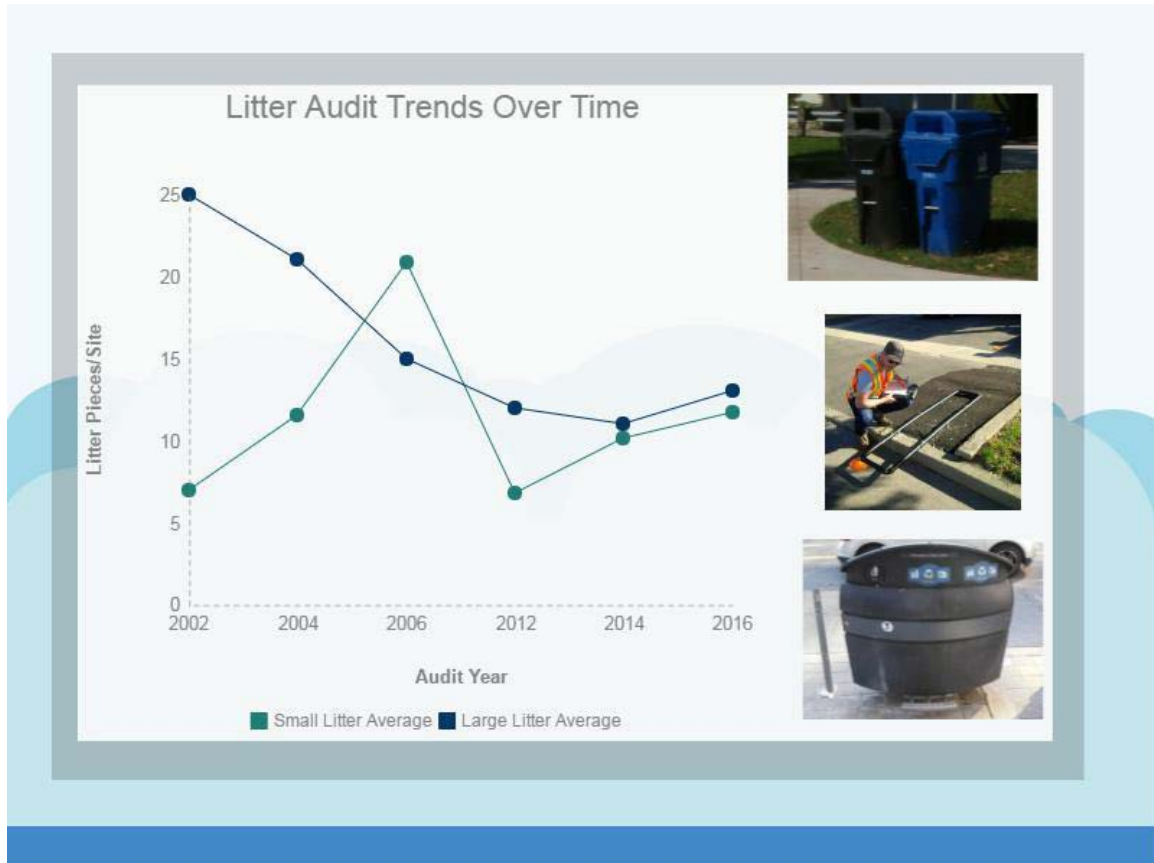 Litter Audit Trends Over Time
25
20
15
10
5
0
Litter Pieces/Site
2002 2004 2006 2012 2014 2016
Audit Year
Small Litter Average Large Litter Average